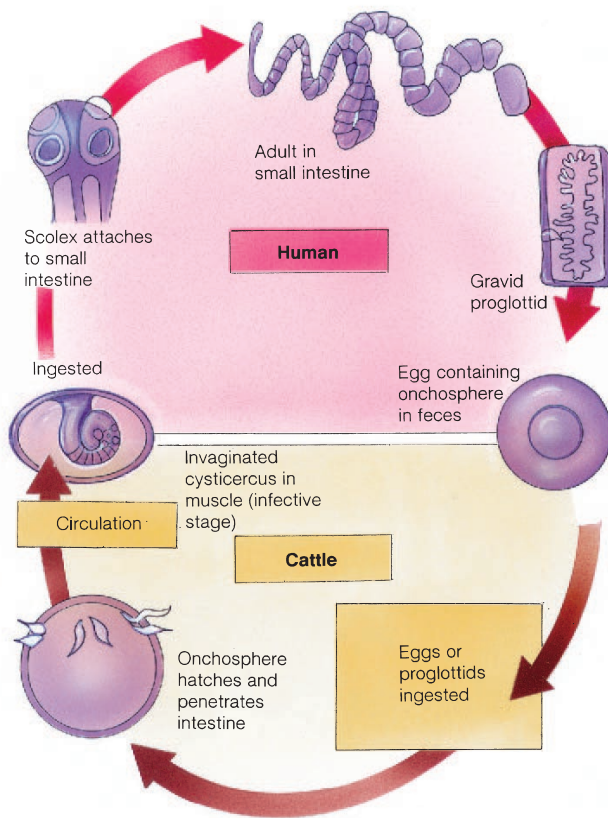 Adult in
small intestine
Scolex attaches
to small
intestine
Human
Gravid
proglottid
Ingested
Egg containing
onchosphere
in feces
Invaginated
cysticercus in
muscle (infective
stage)
Circulation
Cattle
Onchosphere
hatches and
penetrates
intestine
Eggs or
proglottids
ingested